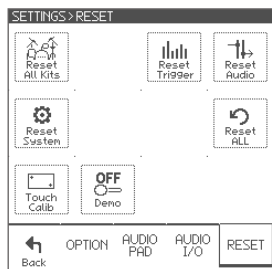 SETTINGS>RESET
Reset
All Kits
Reset
Trigger
Reset
Audio
Reset
System
Reset
ALL
Touch
Calib
OFF
Demo
Back
OPTION
AUDIO
PAD
AUDIO
I/O
RESET